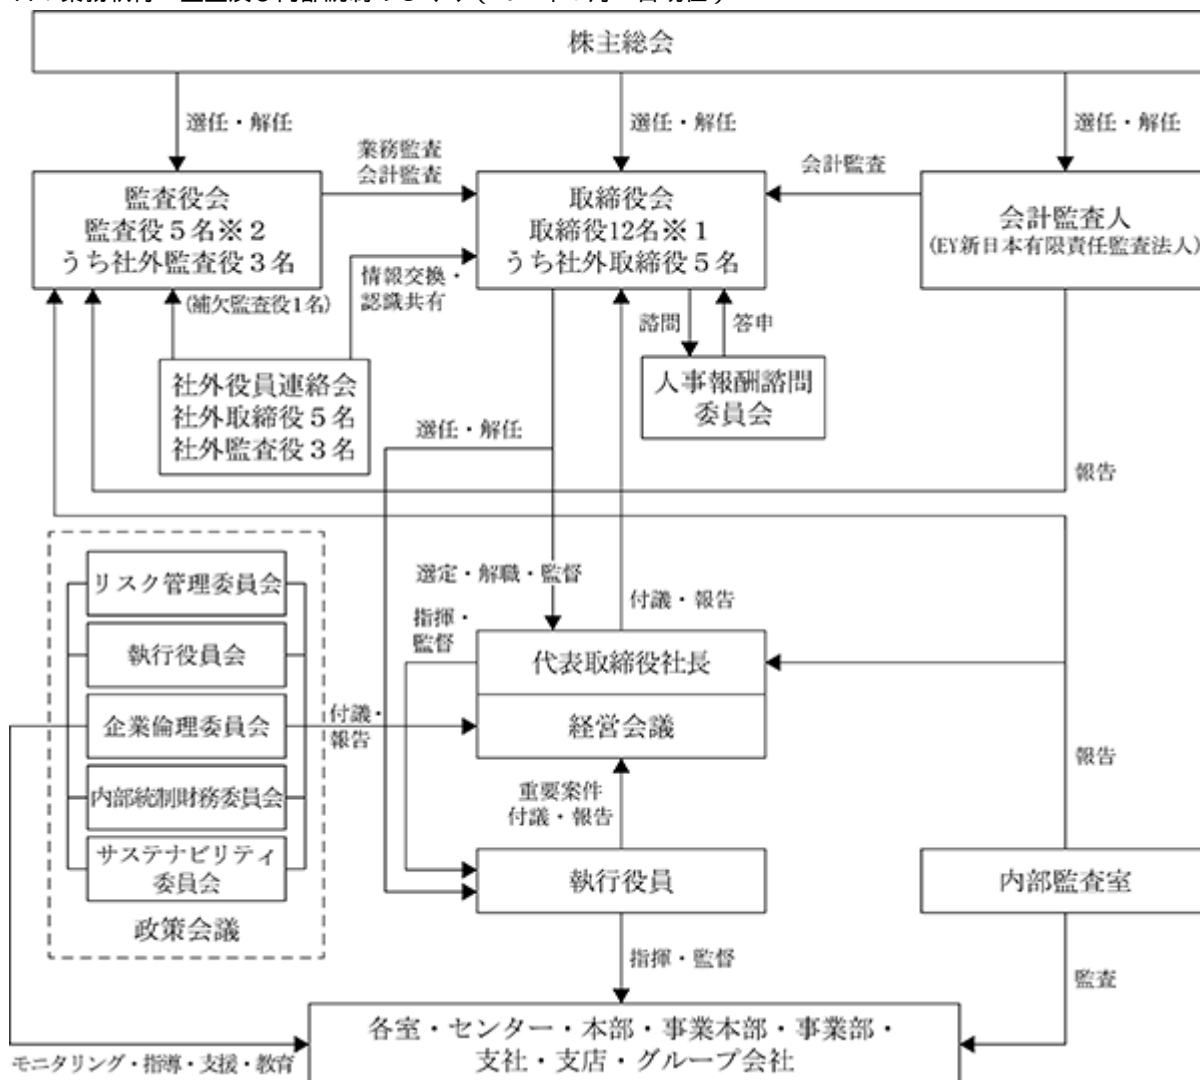 株主総会
選任・解任
選任・解任
選任・解任
業務監査
会計監査
会計監査
監査役会
監査役5名※2
うち社外監査役3名
取締役会
取締役12名※1
うち社外取締役5名
会計監査人
(EY新日本有限責任監査法人)
(補欠監査役1名)
情報交換・
認識共有
諮問
答申
社外役員連絡会
社外取締役5名
社外監査役3名
人事報酬諮問
委員会
選任・解任
報告
リスク管理委員会
執行役員会
企業倫理委員会
内部統制財務委員会
サステナビリティ
委員会
政策会議
選定・解職・監督
付議・報告
指揮・
監督
代表取締役社長
経営会議
付議・
報告
報告
重要案件
付議・報告
執行役員
内部監査室
指揮・監督
監査
各室・センター・本部・事業本部・事業部・
支社・支店・グループ会社
モニタリング・指導・支援・教育